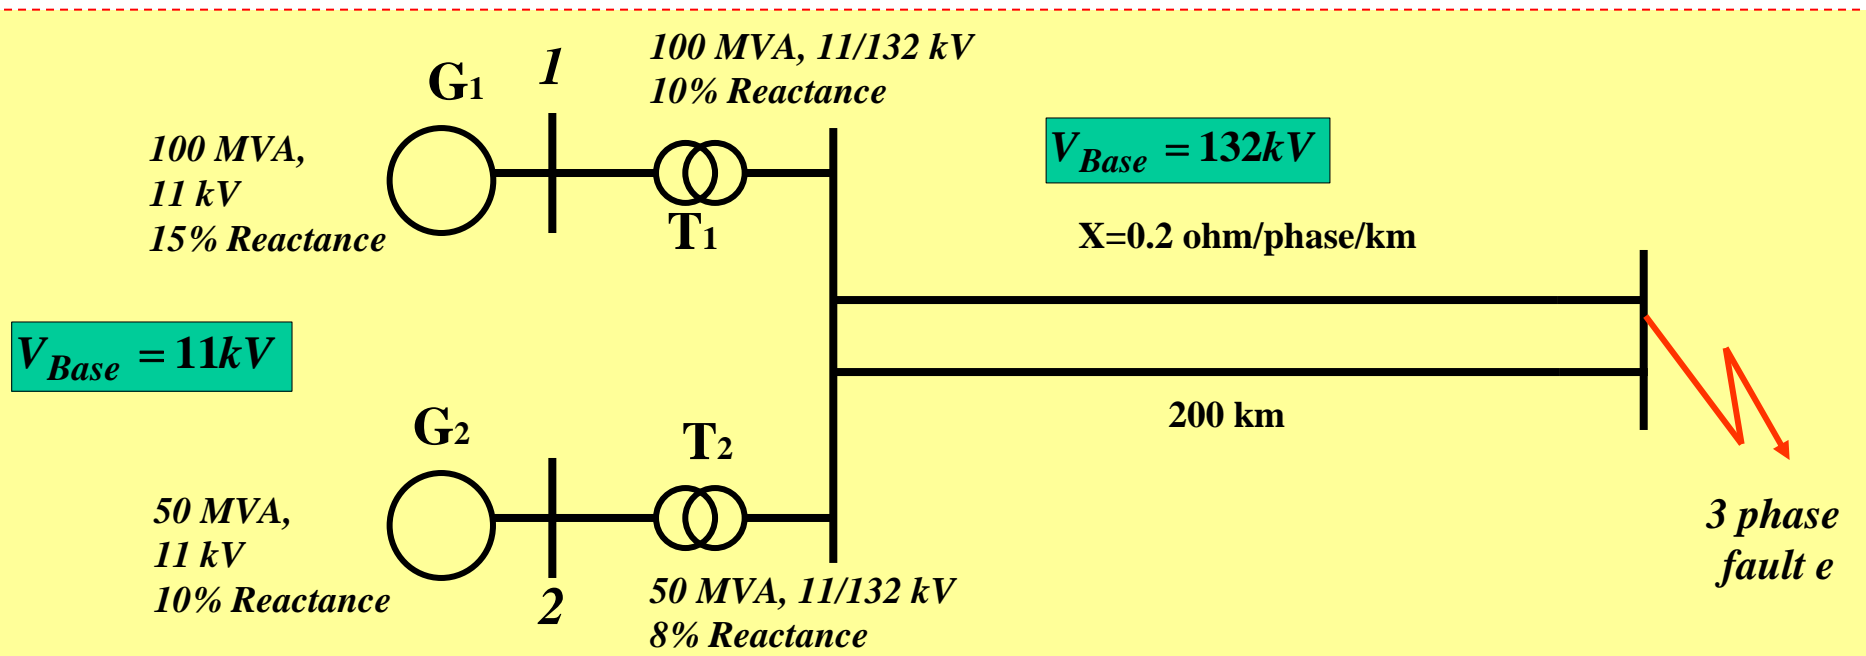 G1
1
100 MVA, 11/132 kV
10% Reactance
100 MVA,
11 kV
15% Reactance
T1
V_Base = 132kV
X=0.2 ohm/phase/km
V_Base = 11kV
G2
T2
200 km
50 MVA,
11 kV
10% Reactance
2
50 MVA, 11/132 kV
8% Reactance
3 phase
fault e